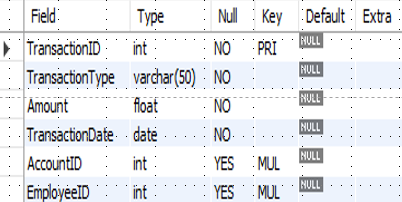 Field Type Null Key Default Extra
TransactionID int NO PRI NULL
TransactionType varchar(50) NO NULL
Amount float NO NULL
TransactionDate date NO NULL
AccountID int YES MUL NULL
EmployeeID int YES MUL NULL